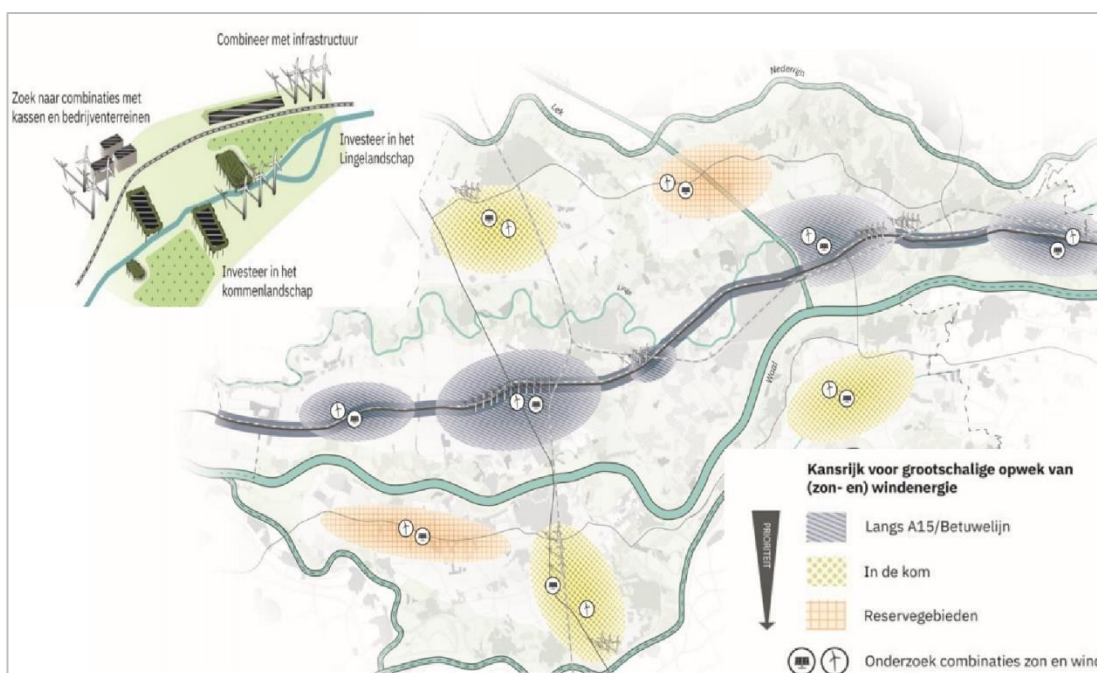 Combineer met infrastructuur
Zoek naar combinaties met
kassen en bedrijventerreinen
Investeer in het
Lingelandschap
Investeer in het
kommenlandschap
Nederrijn
Lek
Linge
Waal
Kansrijk voor grootschalige opwek van
(zon- en) windenergie
PRIORITEIT
Langs A15/Betuwelijn
In de kom
Reservegebieden
Onderzoek combinaties zon en wind